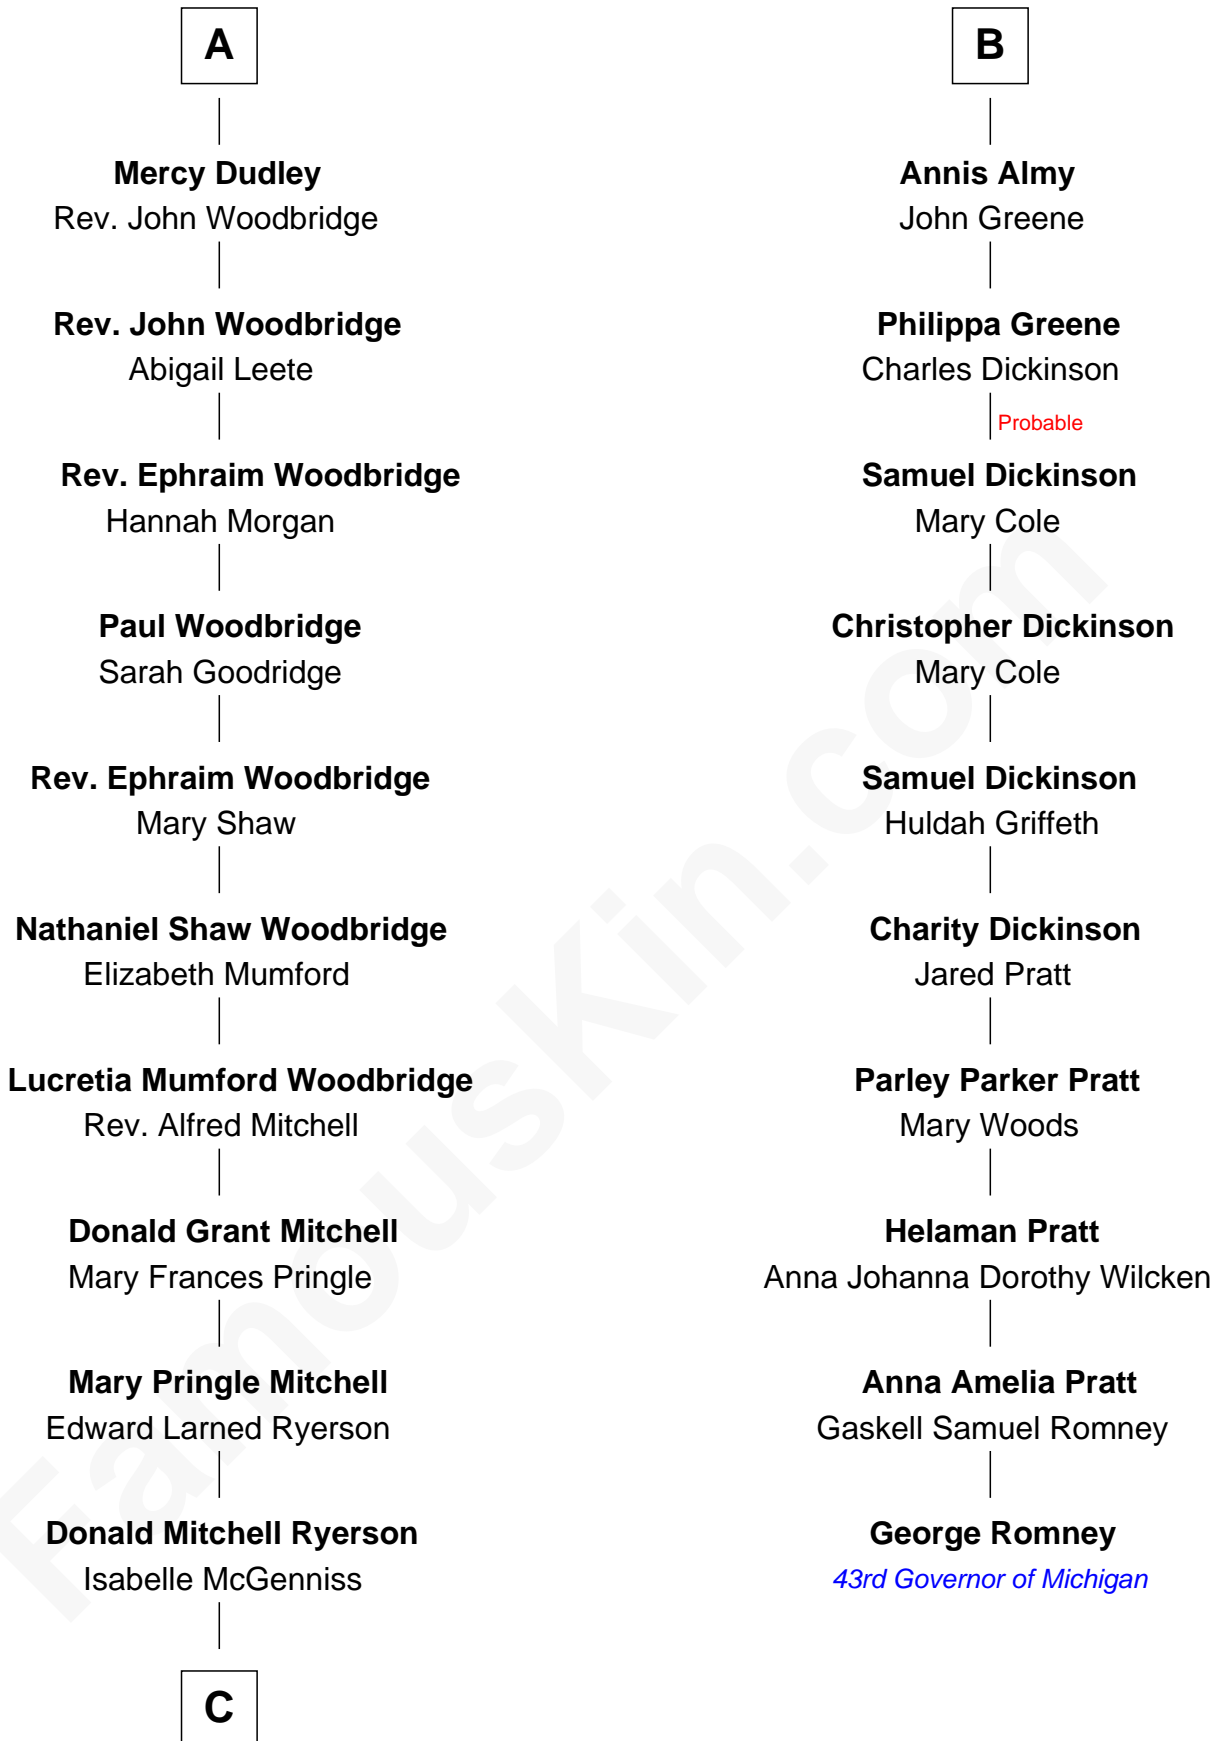 A
Mercy Dudley
Rev. John Woodbridge
Rev. John Woodbridge
Abigail Leete
Rev. Ephraim Woodbridge
Hannah Morgan
Paul Woodbridge
Sarah Goodridge
Rev. Ephraim Woodbridge
Mary Shaw
Nathaniel Shaw Woodbridge
Elizabeth Mumford
Lucretia Mumford Woodbridge
Rev. Alfred Mitchell
Donald Grant Mitchell
Mary Frances Pringle
Mary Pringle Mitchell
Edward Larned Ryerson
Donald Mitchell Ryerson
Isabelle McGenniss
C
B
Annis Almy
John Greene
Philippa Greene
Charles Dickinson
Probable
Samuel Dickinson
Mary Cole
Christopher Dickinson
Mary Cole
Samuel Dickinson
Huldah Griffeth
Charity Dickinson
Jared Pratt
Parley Parker Pratt
Mary Woods
Helaman Pratt
Anna Johanna Dorothy Wilcken
Anna Amelia Pratt
Gaskell Samuel Romney
George Romney
43rd Governor of Michigan
FamousKin.com